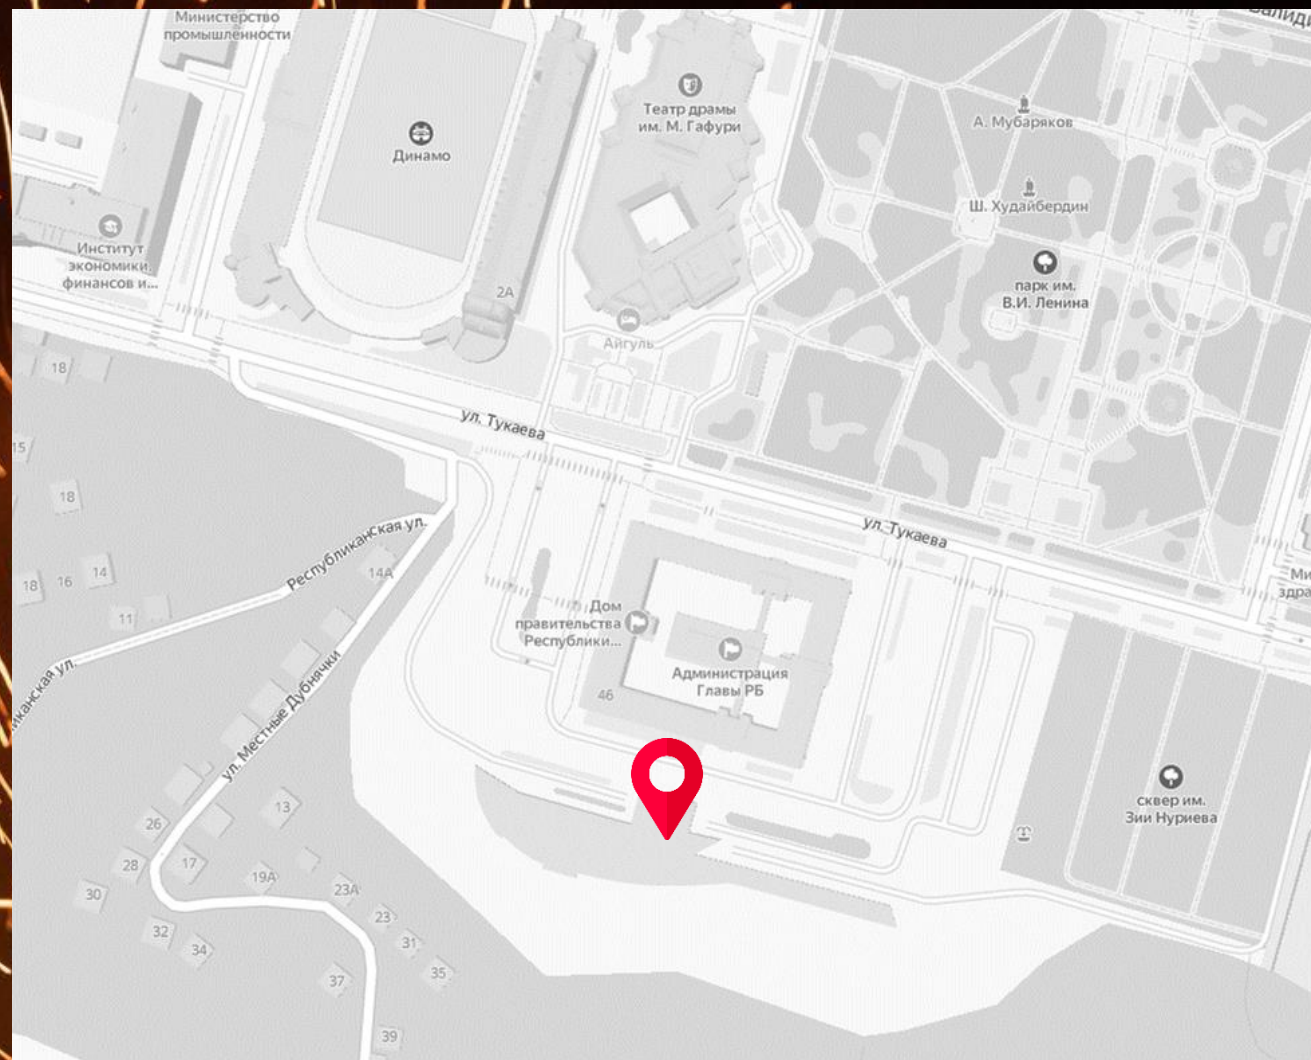 Министерство
промышленности
Театр драмы
им. М. Гафури
А. Мубаряков
Динамо
Ш. Худайбердин
Институт
экономики,
финансов и...
парк им.
В.И. Ленина
2А
Айгуль
18
ул. Тукаева
15
18
ул. Тукаева
Республиканская ул.
14А
18
16
14
11
Дом
правительства
Республики...
Администрация
Главы РБ
46
ул. Местные Дубнячки
сквер им.
Зии Нуриева
13
26
28
17
19А
23А
30
23
32
34
31
35
37
39